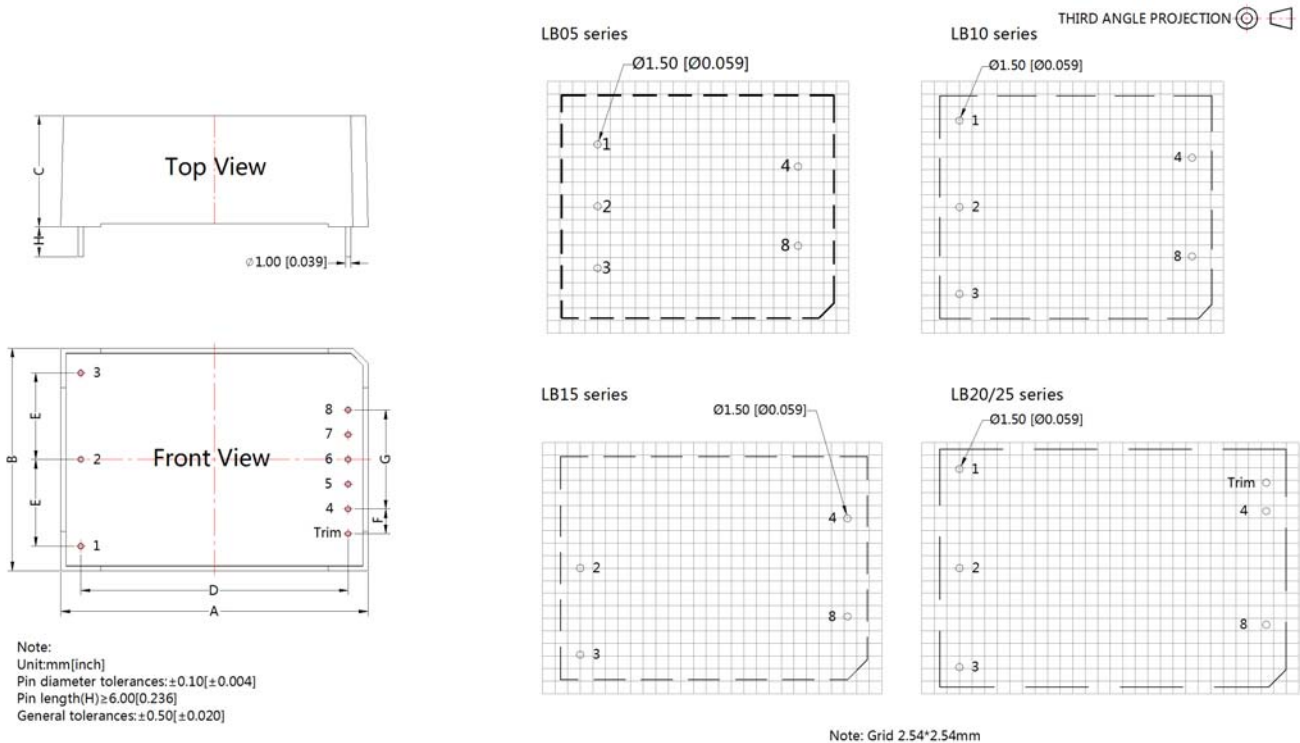 THIRD ANGLE PROJECTION
LB05 series
LB10 series
Ø1.50 [Ø0.059]
Ø1.50 [Ø0.059]
1
2
3
4
8
1
2
3
4
8
Top View
C
H
Ø1.00 [0.039]
3
2
1
8
7
6
5
4
Trim
Front View
B
E
E
G
F
D
A
LB15 series
LB20/25 series
Ø1.50 [Ø0.059]
Ø1.50 [Ø0.059]
4
2
8
3
1
Trim
4
2
8
3
Note:
Unit:mm[inch]
Pin diameter tolerances:±0.10[±0.004]
Pin length(H)≥6.00[0.236]
General tolerances:±0.50[±0.020]
Note: Grid 2.54*2.54mm